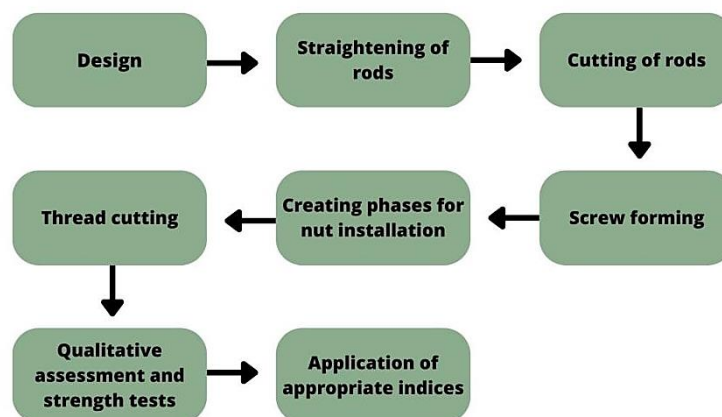 Design
Straightening of
rods
Cutting of rods
Screw forming
Creating phases for
nut installation
Thread cutting
Qualitative
assessment and
strength tests
Application of
appropriate indices